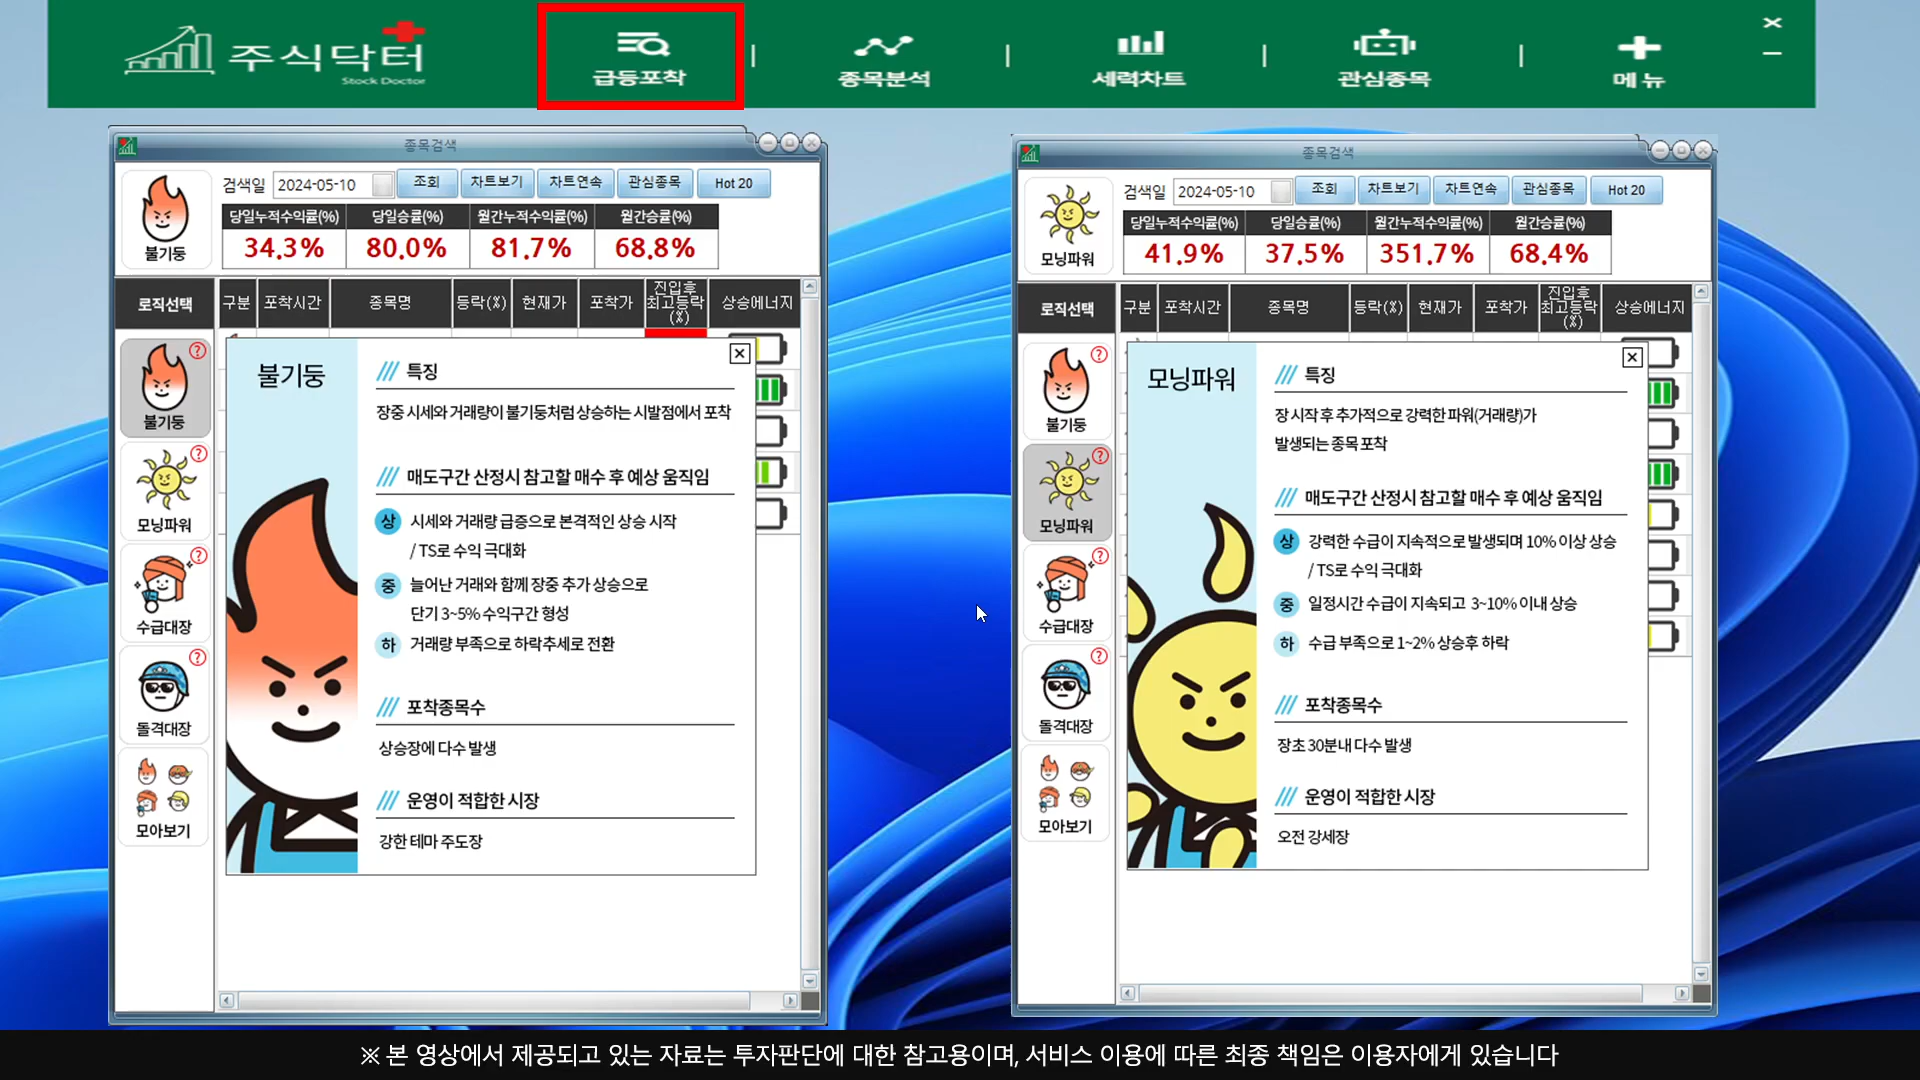 주식닥터
Stock Doctor
급등포착
종목분석
세력차트
관심종목
메뉴
종목검색
불기둥
검색일 2024-05-10 조회 차트보기 차트연속 관심종목 Hot 20
당일누적수익률(%) 당일승률(%) 월간누적수익률(%) 월간승률(%)
34.3% 80.0% 81.7% 68.8%
로직선택 구분 포착시간 종목명 등락(%) 현재가 포착가 진입후 최고등락 (%) 상승에너지
불기둥
모닝파워
수급대장
돌격대장
모아보기
불기둥
/// 특징
장중 시세와 거래량이 불기둥처럼 상승하는 시발점에서 포착
/// 매도구간 산정시 참고할 매수 후 예상 움직임
상 시세와 거래량 급증으로 본격적인 상승 시작
/ TS로 수익 극대화
중 늘어난 거래와 함께 장중 추가 상승으로
단기 3~5% 수익구간 형성
하 거래량 부족으로 하락추세로 전환
/// 포착종목수
상승장에 다수 발생
/// 운영이 적합한 시장
강한 테마 주도장
종목검색
모닝파워
검색일 2024-05-10 조회 차트보기 차트연속 관심종목 Hot 20
당일누적수익률(%) 당일승률(%) 월간누적수익률(%) 월간승률(%)
41.9% 37.5% 351.7% 68.4%
로직선택 구분 포착시간 종목명 등락(%) 현재가 포착가 진입후 최고등락 (%) 상승에너지
불기둥
모닝파워
수급대장
돌격대장
모아보기
모닝파워
/// 특징
장 시작 후 추가적으로 강력한 파워(거래량)가
발생되는 종목 포착
/// 매도구간 산정시 참고할 매수 후 예상 움직임
상 강력한 수급이 지속적으로 발생되며 10% 이상 상승
/ TS로 수익 극대화
중 일정시간 수급이 지속되고 3~10% 이내 상승
하 수급 부족으로 1~2% 상승후 하락
/// 포착종목수
장초 30분내 다수 발생
/// 운영이 적합한 시장
오전 강세장
※ 본 영상에서 제공되고 있는 자료는 투자판단에 대한 참고용이며, 서비스 이용에 따른 최종 책임은 이용자에게 있습니다